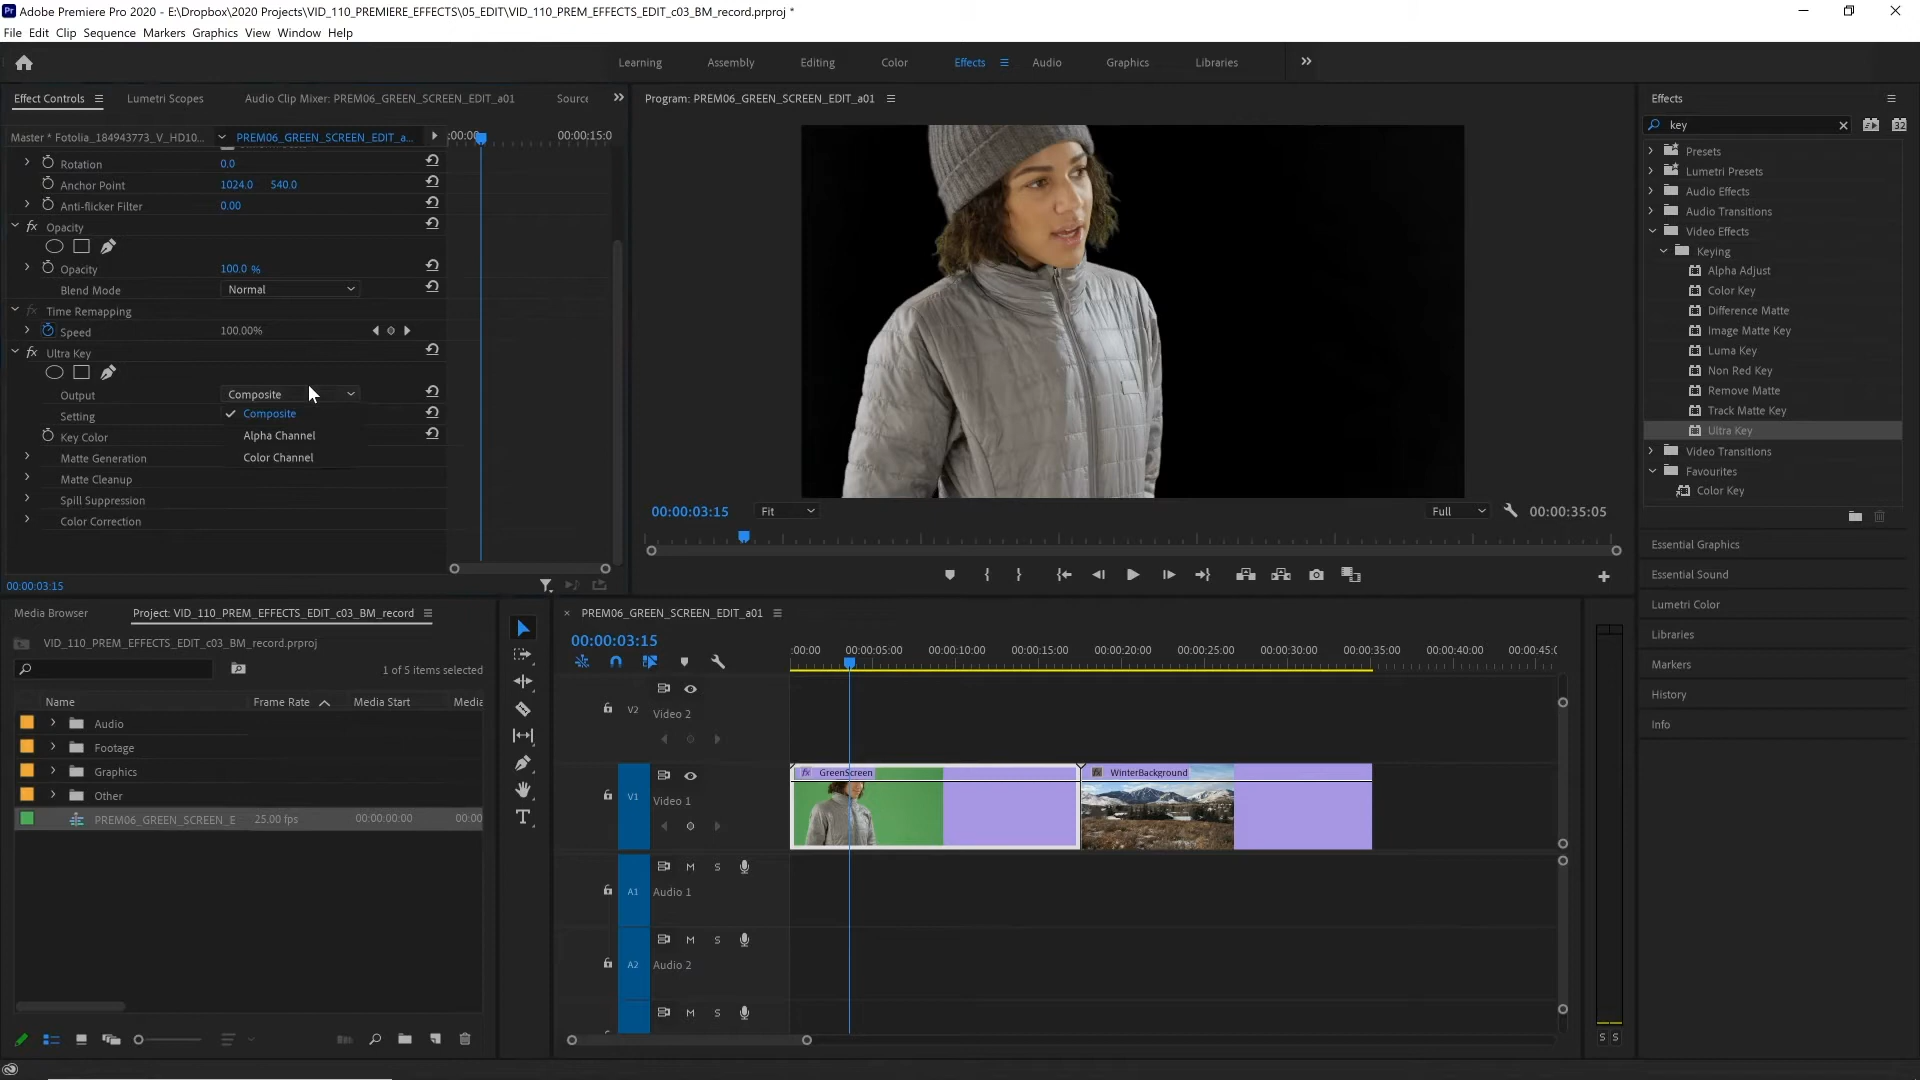 Adobe Premiere Pro 2020 - E:\Dropbox\2020 Projects\VID_110_PREMIERE_EFFECTS\05_EDIT\VID_110_PREM_EFFECTS_EDIT_c03_BM_record.prproj *
File Edit Clip Sequence Markers Graphics View Window Help
Learning Assembly Editing Color Effects Audio Graphics Libraries
Effect Controls Lumetri Scopes Audio Clip Mixer: PREM06_GREEN_SCREEN_EDIT_a01 Source
Program: PREM06_GREEN_SCREEN_EDIT_a01
Effects
Master * Fotolia_184943773_V_HD10... PREM06_GREEN_SCREEN_EDIT_a... :00:00 00:00:15:0
key
32
Rotation 0.0
Anchor Point 1024.0 540.0
Anti-flicker Filter 0.00
fx Opacity
Opacity 100.0 %
Blend Mode Normal
fx Time Remapping
Speed 100.00%
fx Ultra Key
Output Composite
Setting Composite
Key Color Alpha Channel
Matte Generation Color Channel
Matte Cleanup
Spill Suppression
Color Correction
00:00:03:15
00:00:03:15 Fit Full 00:00:35:05
Presets
Lumetri Presets
Audio Effects
Audio Transitions
Video Effects
Keying
Alpha Adjust
Color Key
Difference Matte
Image Matte Key
Luma Key
Non Red Key
Remove Matte
Track Matte Key
Ultra Key
Video Transitions
Favourites
Color Key
Essential Graphics
Essential Sound
Lumetri Color
Libraries
Markers
History
Info
Media Browser Project: VID_110_PREM_EFFECTS_EDIT_c03_BM_record
VID_110_PREM_EFFECTS_EDIT_c03_BM_record.prproj
1 of 5 items selected
Name Frame Rate Media Start Media
Audio
Footage
Graphics
Other
PREM06_GREEN_SCREEN_E 25.00 fps 00:00:00:00 00:00
T
PREM06_GREEN_SCREEN_EDIT_a01
00:00:03:15
:00:00 00:00:05:00 00:00:10:00 00:00:15:00 00:00:20:00 00:00:25:00 00:00:30:00 00:00:35:00 00:00:40:00 00:00:45:0
V2 Video 2
V1 Video 1
fx GreenScreen
fx WinterBackground
M S
A1 Audio 1
M S
A2 Audio 2
M S
S S